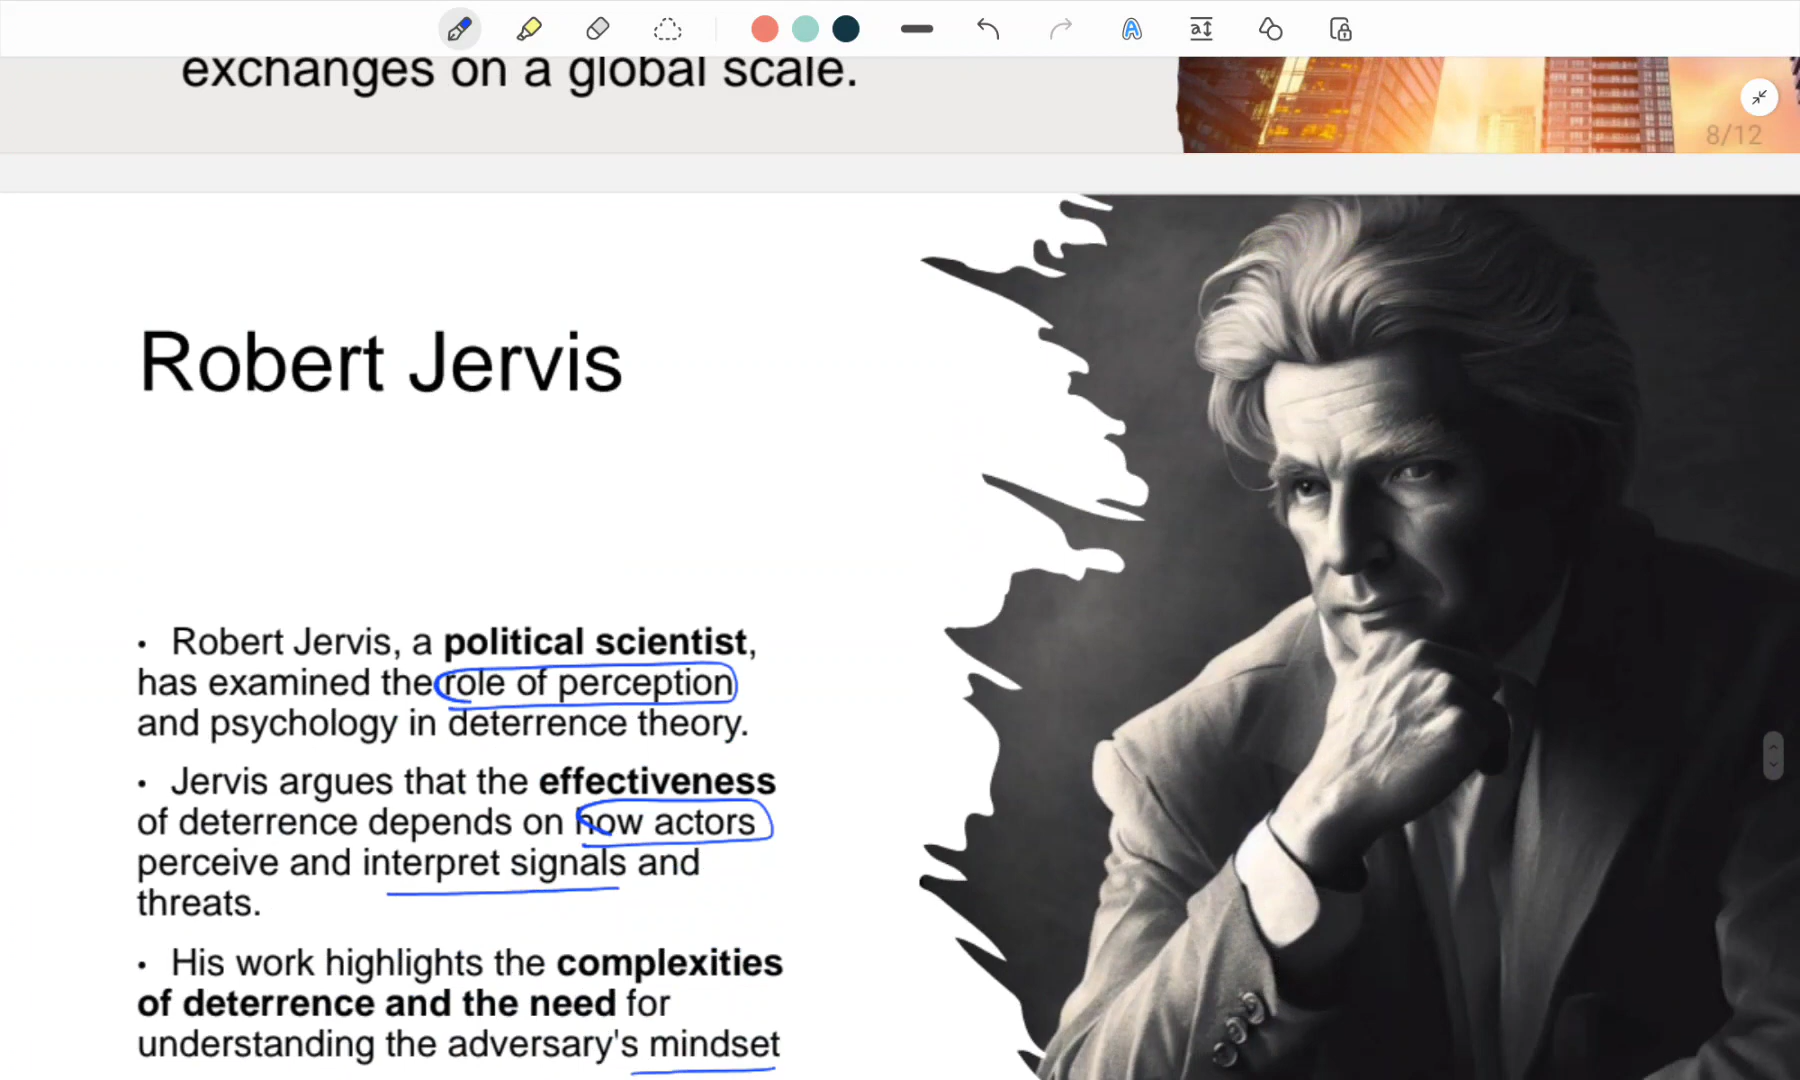 exchanges on a global scale.
8/12
Robert Jervis
• Robert Jervis, a political scientist,
has examined the role of perception
and psychology in deterrence theory.
• Jervis argues that the effectiveness
of deterrence depends on how actors
perceive and interpret signals and
threats.
• His work highlights the complexities
of deterrence and the need for
understanding the adversary's mindset